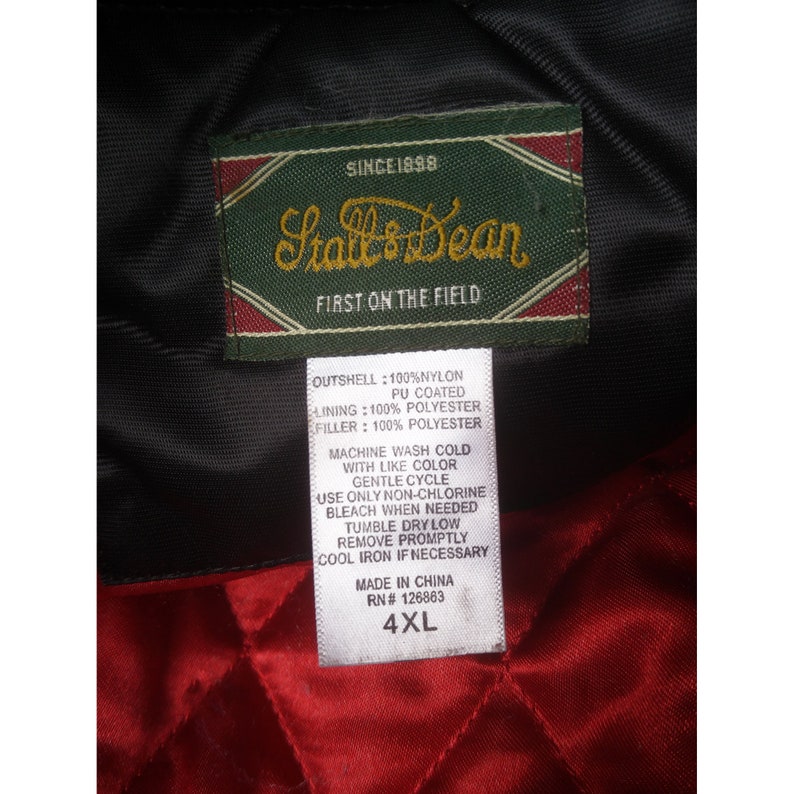 SINCE1898
Stall & Dean
FIRST ON THE FIELD
OUTSHELL : 100%NYLON
PU COATED
LINING : 100% POLYESTER
FILLER : 100% POLYESTER
MACHINE WASH COLD
WITH LIKE COLOR
GENTLE CYCLE
USE ONLY NON-CHLORINE
BLEACH WHEN NEEDED
TUMBLE DRY LOW
REMOVE PROMPTLY
COOL IRON IF NECESSARY
MADE IN CHINA
RN# 126863
4XL